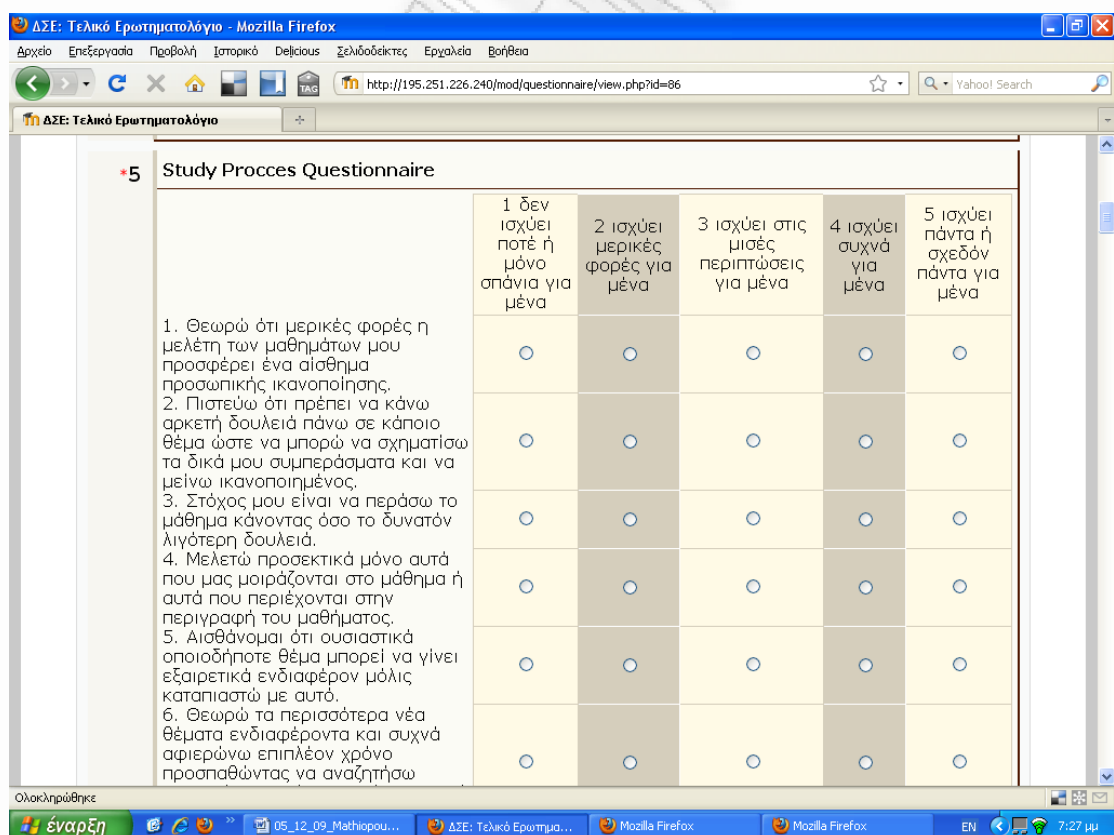 ΔΣΕ: Τελικό Ερωτηματολόγιο - Mozilla Firefox
Αρχείο Επεξεργασία Προβολή Ιστορικό Delicious Σελιδοδείκτες Εργαλεία Βοήθεια
TAG http://195.251.226.240/mod/questionnaire/view.php?id=86 Yahoo! Search
ΔΣΕ: Τελικό Ερωτηματολόγιο
*5 Study Procces Questionnaire
1 δεν
ισχύει
ποτέ ή
μόνο
σπάνια για
μένα
2 ισχύει
μερικές
φορές για
μένα
3 ισχύει στις
μισές
περιπτώσεις
για μένα
4 ισχύει
συχνά
για
μένα
5 ισχύει
πάντα ή
σχεδόν
πάντα για
μένα
1. Θεωρώ ότι μερικές φορές η
μελέτη των μαθημάτων μου
προσφέρει ένα αίσθημα
προσωπικής ικανοποίησης.
2. Πιστεύω ότι πρέπει να κάνω
αρκετή δουλειά πάνω σε κάποιο
θέμα ώστε να μπορώ να σχηματίσω
τα δικά μου συμπεράσματα και να
μείνω ικανοποιημένος.
3. Στόχος μου είναι να περάσω το
μάθημα κάνοντας όσο το δυνατόν
λιγότερη δουλειά.
4. Μελετώ προσεκτικά μόνο αυτά
που μας μοιράζονται στο μάθημα ή
αυτά που περιέχονται στην
περιγραφή του μαθήματος.
5. Αισθάνομαι ότι ουσιαστικά
οποιοδήποτε θέμα μπορεί να γίνει
εξαιρετικά ενδιαφέρον μόλις
καταπιαστώ με αυτό.
6. Θεωρώ τα περισσότερα νέα
θέματα ενδιαφέροντα και συχνά
αφιερώνω επιπλέον χρόνο
προσπαθώντας να αναζητήσω
Ολοκληρώθηκε
έναρξη 05_12_09_Mathiopou... ΔΣΕ: Τελικό Ερωτημα... Mozilla Firefox Mozilla Firefox EN 7:27 μμ